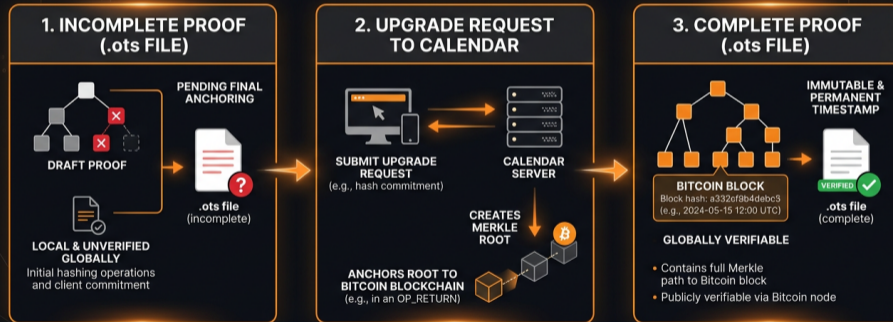 1. INCOMPLETE PROOF
(.ots FILE)
PENDING FINAL
ANCHORING
DRAFT PROOF
?
.ots file
(incomplete)
LOCAL & UNVERIFIED
GLOBALLY
Initial hashing operations
and client commitment
2. UPGRADE REQUEST
TO CALENDAR
SUBMIT UPGRADE
REQUEST
(e.g., hash commitment)
CALENDAR
SERVER
CREATES
MERKLE
ROOT
ANCHORS ROOT TO
BITCOIN BLOCKCHAIN
(e.g., in an OP_RETURN)
3. COMPLETE PROOF
(.ots FILE)
IMMUTABLE &
PERMANENT
TIMESTAMP
BITCOIN BLOCK
Block hash: a332ef8b4debc5
(e.g., 2024-05-15 12:00 UTC)
VERIFIED
.ots file
(complete)
GLOBALLY VERIFIABLE
• Contains full Merkle
path to Bitcoin block
• Publicly verifiable via Bitcoin node